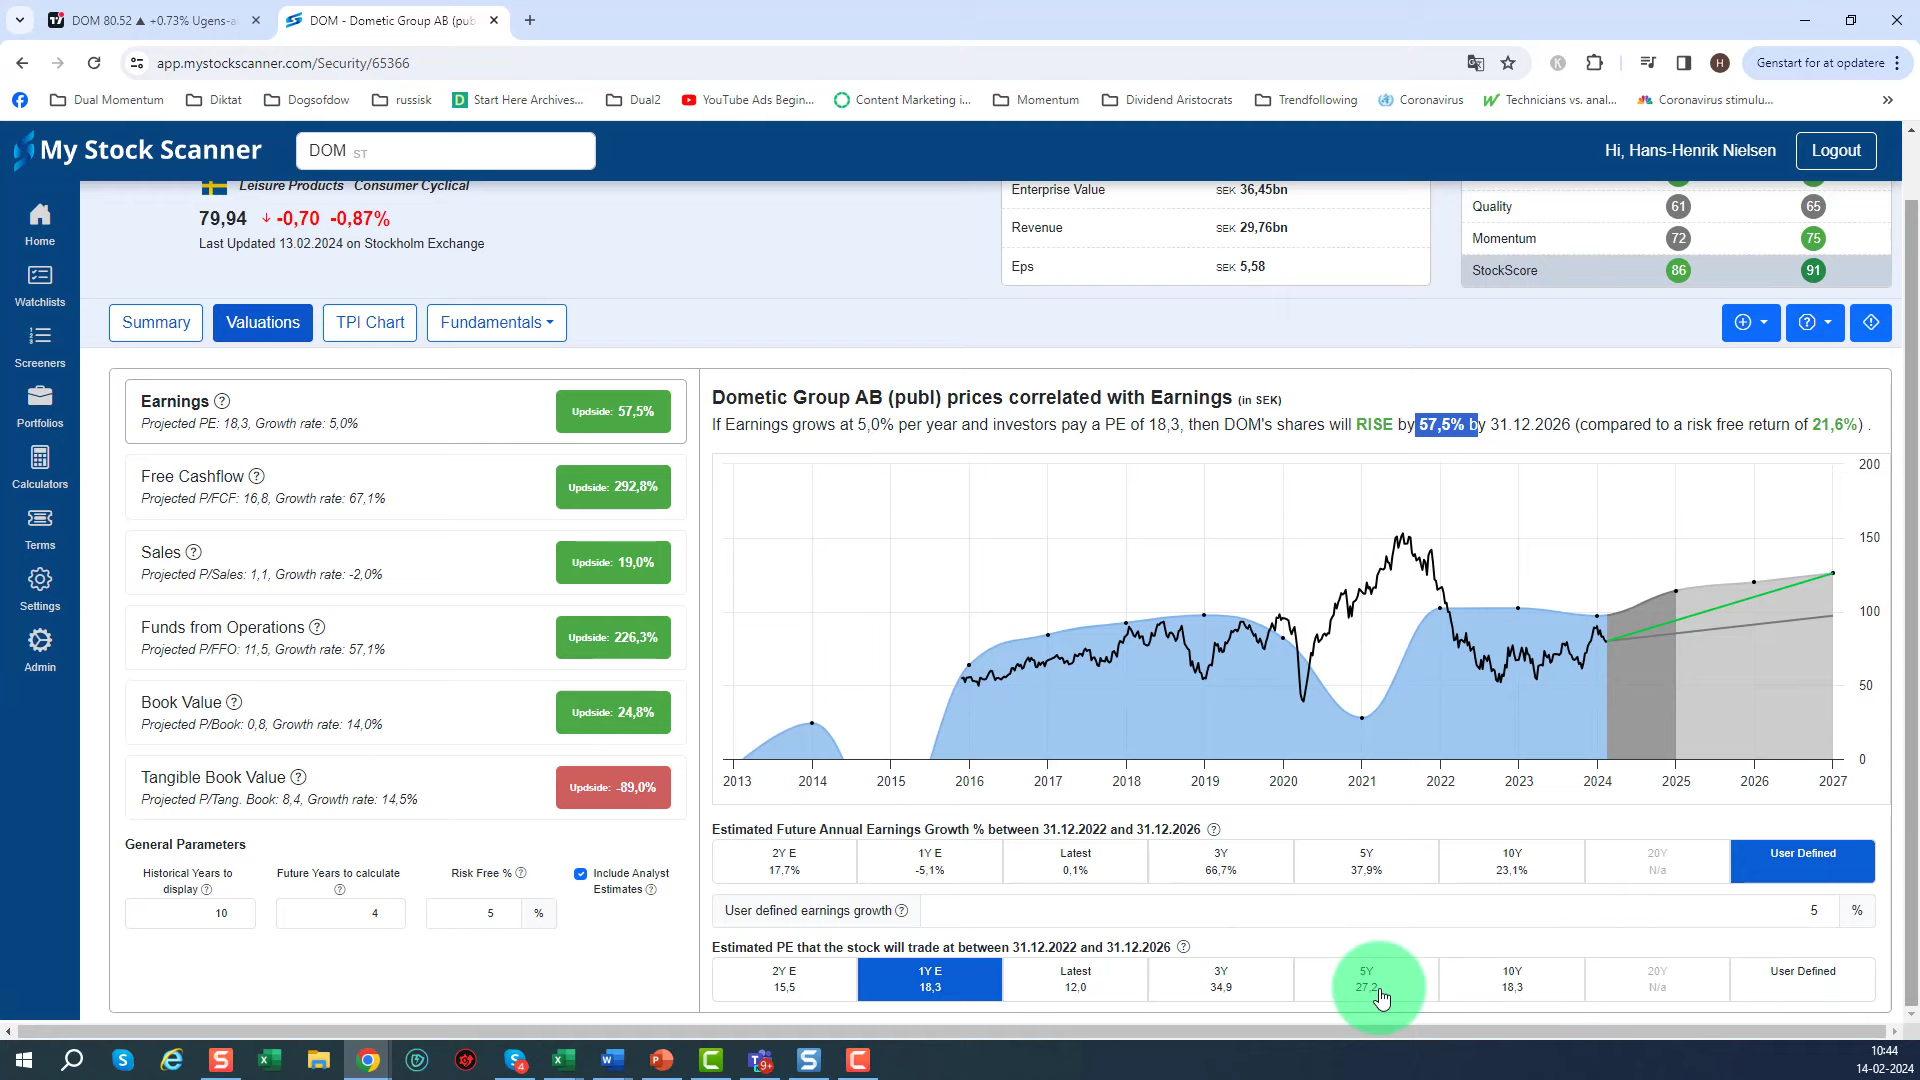 DOM 80.52 ▲ +0.73% Ugens-a
DOM - Dometic Group AB (pub
app.mystockscanner.com/Security/65366
K
H
Genstart for at opdatere
Dual Momentum
Diktat
Dogsofdow
russisk
Start Here Archives...
Dual2
YouTube Ads Begin...
Content Marketing i...
Momentum
Dividend Aristocrats
Trendfollowing
Coronavirus
Technicians vs. anal...
Coronavirus stimulu...
My Stock Scanner
DOM ST
Hi, Hans-Henrik Nielsen
Logout
Home
Watchlists
Screeners
Portfolios
Calculators
Terms
Settings
Admin
Leisure Products Consumer Cyclical
79,94 ↓ -0,70 -0,87%
Last Updated 13.02.2024 on Stockholm Exchange
Enterprise Value SEK 36,45bn
Revenue SEK 29,76bn
Eps SEK 5,58
Quality 61 65
Momentum 72 75
StockScore 86 91
Summary
Valuations
TPI Chart
Fundamentals
Earnings
Projected PE: 18,3, Growth rate: 5,0%
Updside: 57,5%
Free Cashflow
Projected P/FCF: 16,8, Growth rate: 67,1%
Updside: 292,8%
Sales
Projected P/Sales: 1,1, Growth rate: -2,0%
Updside: 19,0%
Funds from Operations
Projected P/FFO: 11,5, Growth rate: 57,1%
Updside: 226,3%
Book Value
Projected P/Book: 0,8, Growth rate: 14,0%
Updside: 24,8%
Tangible Book Value
Projected P/Tang. Book: 8,4, Growth rate: 14,5%
Updside: -89,0%
General Parameters
Historical Years to
display
10
Future Years to calculate
4
Risk Free %
5 %
Include Analyst
Estimates
Dometic Group AB (publ) prices correlated with Earnings (in SEK)
If Earnings grows at 5,0% per year and investors pay a PE of 18,3, then DOM's shares will RISE by 57,5% by 31.12.2026 (compared to a risk free return of 21,6%) .
200
150
100
50
0
2013 2014 2015 2016 2017 2018 2019 2020 2021 2022 2023 2024 2025 2026 2027
Estimated Future Annual Earnings Growth % between 31.12.2022 and 31.12.2026
2Y E 1Y E Latest 3Y 5Y 10Y 20Y User Defined
17,7% -5,1% 0,1% 66,7% 37,9% 23,1% N/a
User defined earnings growth 5 %
Estimated PE that the stock will trade at between 31.12.2022 and 31.12.2026
2Y E 1Y E Latest 3Y 5Y 10Y 20Y User Defined
15,5 18,3 12,0 34,9 27,2 18,3 N/a
10:44
14-02-2024